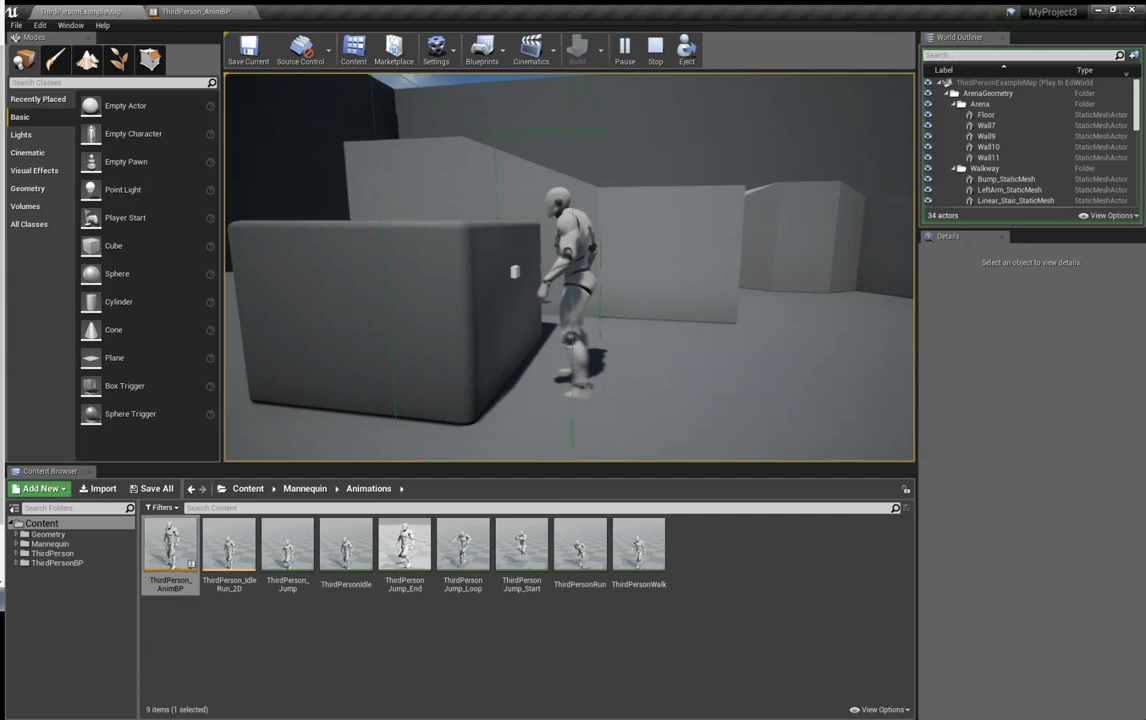 ThirdPersonExampleMap
ThirdPerson_AnimBP
MyProject3
File Edit Window Help
Modes
Search Classes
Recently Placed
Basic
Lights
Cinematic
Visual Effects
Geometry
Volumes
All Classes
Empty Actor
Empty Character
Empty Pawn
Point Light
Player Start
Cube
Sphere
Cylinder
Cone
Plane
Box Trigger
Sphere Trigger
Save Current Source Control Content Marketplace Settings Blueprints Cinematics Build Pause Stop Eject
World Outliner
Search...
Label Type
ThirdPersonExampleMap (Play In Edi World
ArenaGeometry Folder
Arena Folder
Floor StaticMeshActor
Wall7 StaticMeshActor
Wall9 StaticMeshActor
Wall10 StaticMeshActor
Wall11 StaticMeshActor
Walkway Folder
Bump_StaticMesh StaticMeshActor
LeftArm_StaticMesh StaticMeshActor
Linear_Stair_StaticMesh StaticMeshActor
34 actors View Options
Details
Select an object to view details.
Content Browser
Add New Import Save All Content Mannequin Animations
Search Folders
Filters Search Content
Content
Geometry
Mannequin
ThirdPerson
ThirdPersonBP
ThirdPerson_
AnimBP
ThirdPerson_Idle
Run_2D
ThirdPerson_
Jump
ThirdPersonIdle
ThirdPerson
Jump_End
ThirdPerson
Jump_Loop
ThirdPerson
Jump_Start
ThirdPersonRun
ThirdPersonWalk
9 items (1 selected) View Options